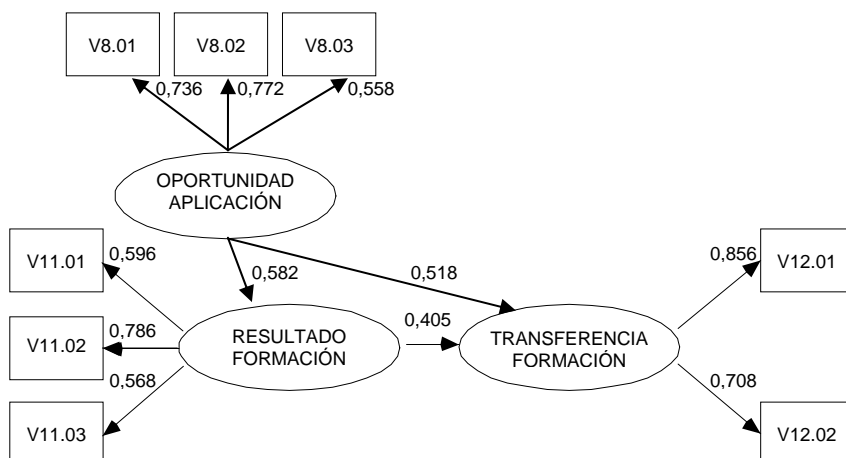 V8.01
V8.02
V8.03
0,736
0,772
0,558
OPORTUNIDAD
APLICACIÓN
V11.01
0,596
0,582
0,518
0,856
V12.01
V11.02
0,786
RESULTADO
FORMACIÓN
0,405
TRANSFERENCIA
FORMACIÓN
0,568
V11.03
0,708
V12.02